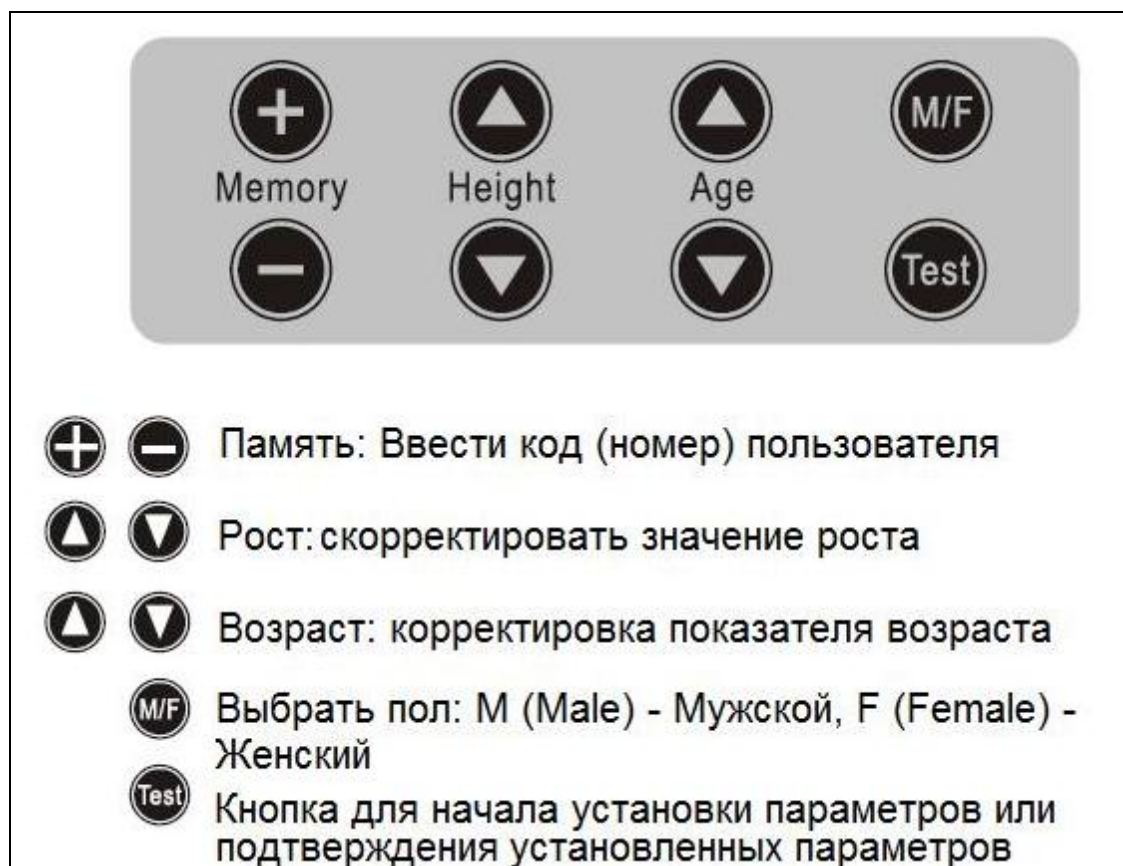 M/F
Memory Height Age
Test
Память: Ввести код (номер) пользователя
Рост: скорректировать значение роста
Возраст: корректировка показателя возраста
M/F Выбрать пол: М (Male) - Мужской, F (Female) -
Женский
Test Кнопка для начала установки параметров или
подтверждения установленных параметров